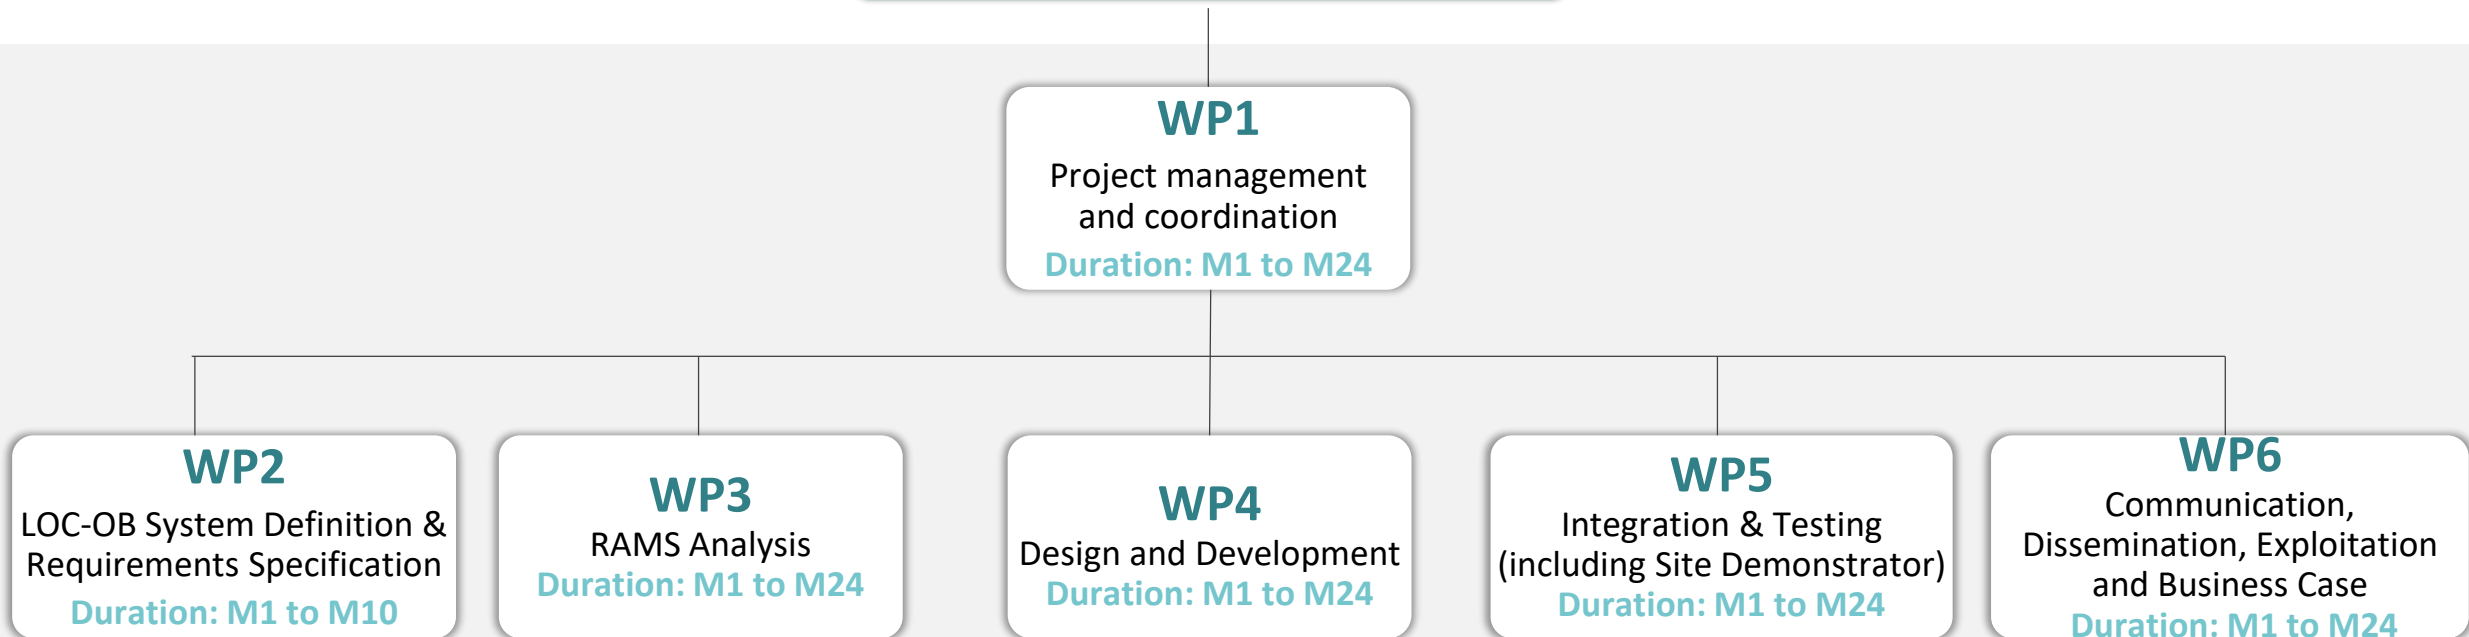 WP1
Project management
and coordination
Duration: M1 to M24
WP2
LOC-OB System Definition &
Requirements Specification
Duration: M1 to M10
WP3
RAMS Analysis
Duration: M1 to M24
WP4
Design and Development
Duration: M1 to M24
WP5
Integration & Testing
(including Site Demonstrator)
Duration: M1 to M24
WP6
Communication,
Dissemination, Exploitation
and Business Case
Duration: M1 to M24